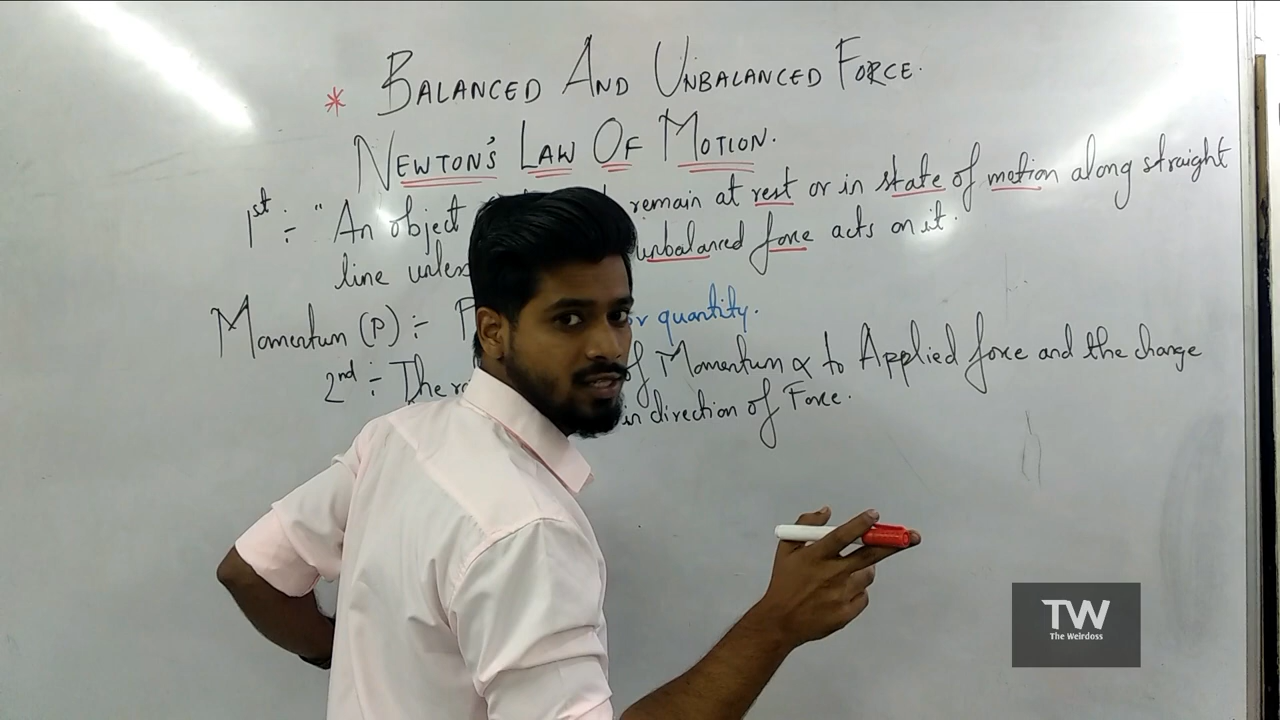 * BALANCED AND UNBALANCED FORCE.
NEWTON'S LAW OF MOTION.
1st :- " An object remain at rest or in state of motion along straight
line unbalanced force acts on it.
Momentum (P) :- P quantity.
2nd :- The of Momentum ∝ to Applied force and the change
in direction of Force.
TW
The Weirdoss